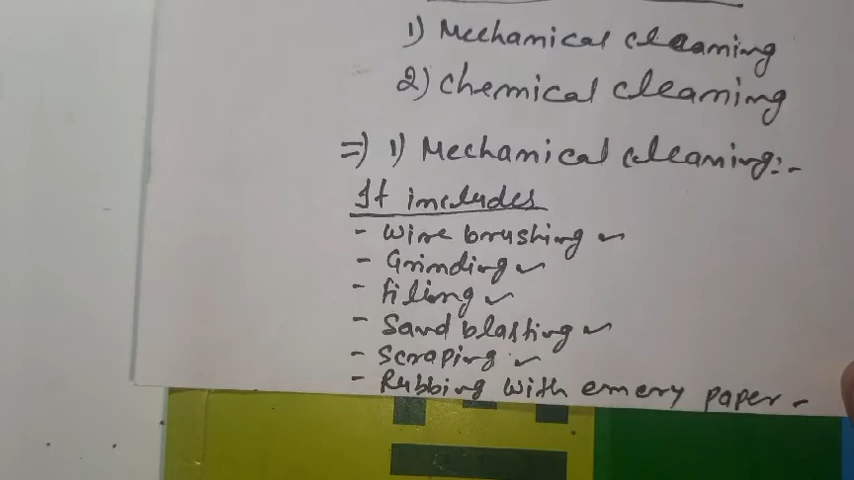 1) Mechanical cleaning
2) chemical cleaning
=) 1) Mechanical cleaning:-
It includes
- Wire brushing ✓
- Grinding ✓
- filing ✓
- Sand blasting ✓
- Scraping ✓
- Rubbing with emery paper -